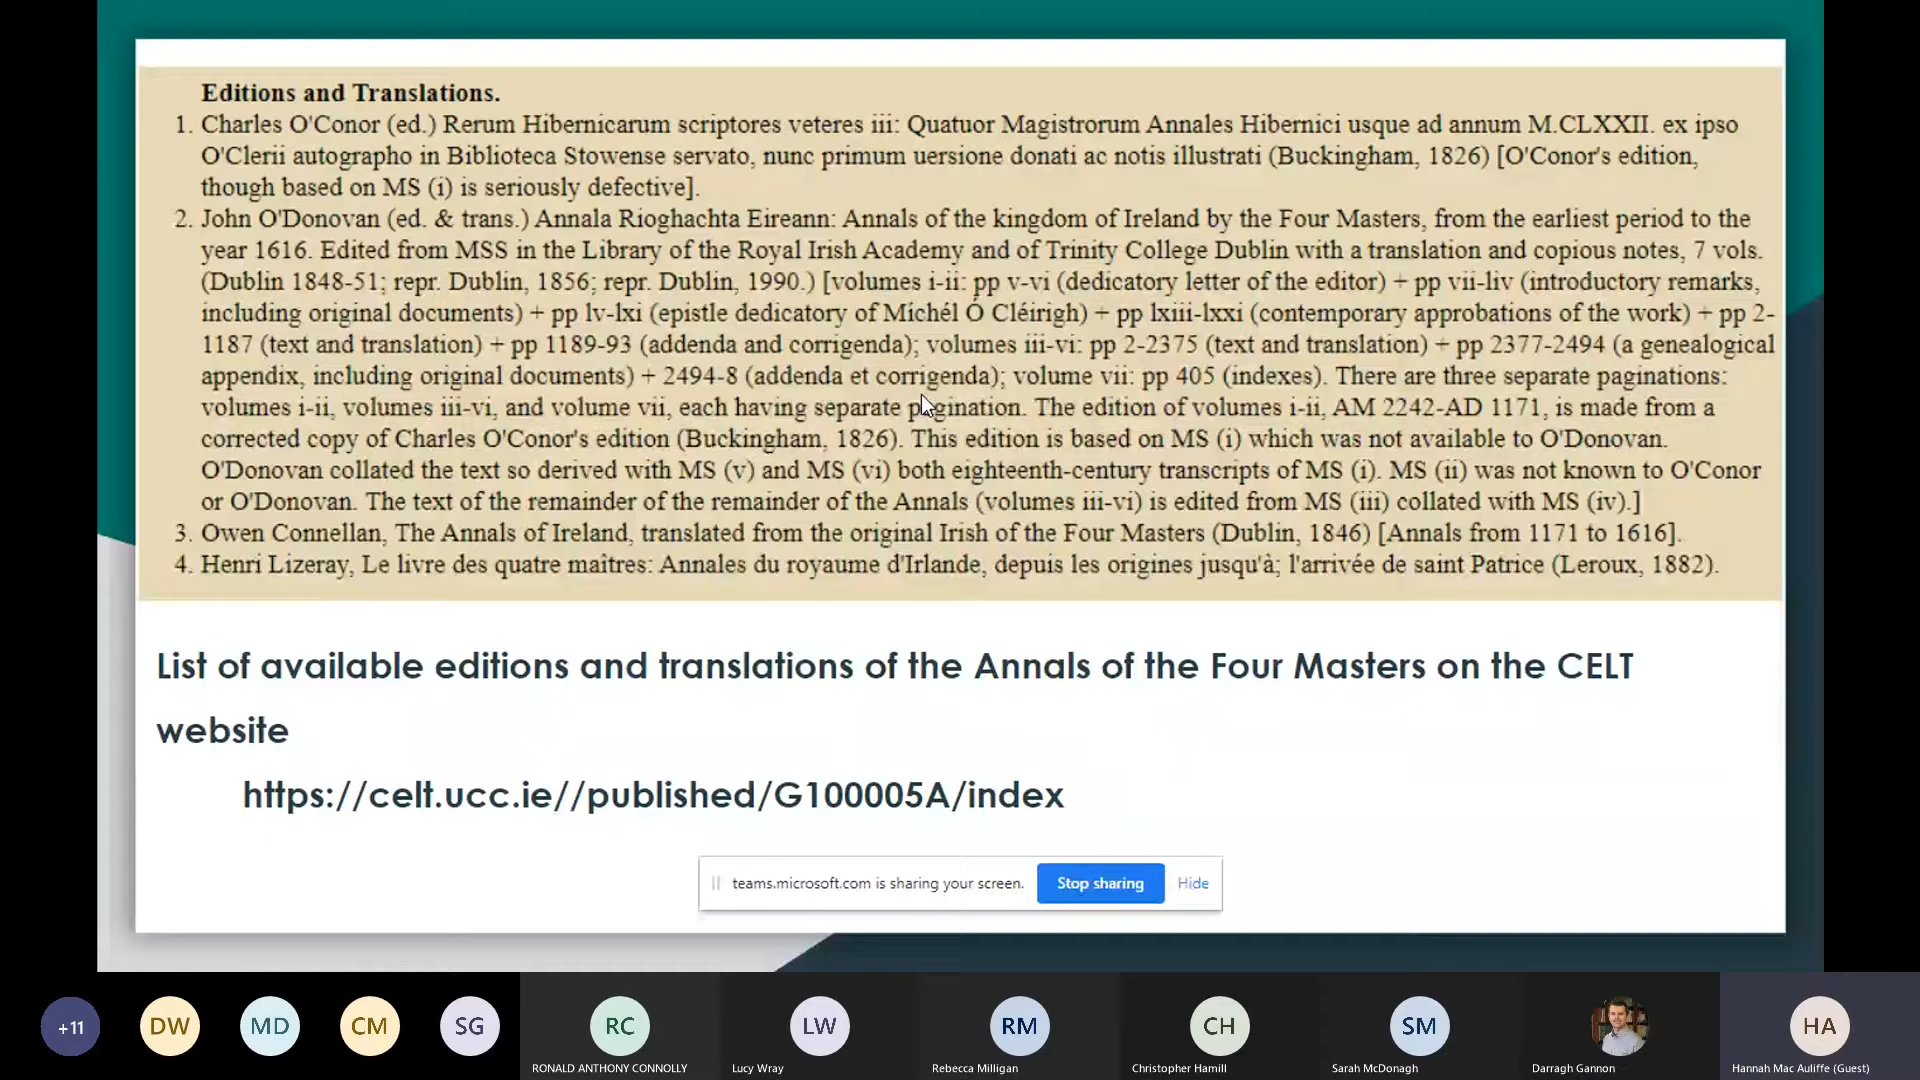 Editions and Translations.
1. Charles O'Conor (ed.) Rerum Hibernicarum scriptores veteres iii: Quatuor Magistrorum Annales Hibernici usque ad annum M.CLXXII. ex ipso
O'Clerii autographo in Biblioteca Stowense servato, nunc primum uersione donati ac notis illustrati (Buckingham, 1826) [O'Conor's edition,
though based on MS (i) is seriously defective].
2. John O'Donovan (ed. & trans.) Annala Rioghachta Eireann: Annals of the kingdom of Ireland by the Four Masters, from the earliest period to the
year 1616. Edited from MSS in the Library of the Royal Irish Academy and of Trinity College Dublin with a translation and copious notes, 7 vols.
(Dublin 1848-51; repr. Dublin, 1856; repr. Dublin, 1990.) [volumes i-ii: pp v-vi (dedicatory letter of the editor) + pp vii-liv (introductory remarks,
including original documents) + pp lv-lxi (epistle dedicatory of Míchél Ó Cléirigh) + pp lxiii-lxxi (contemporary approbations of the work) + pp 2-
1187 (text and translation) + pp 1189-93 (addenda and corrigenda); volumes iii-vi: pp 2-2375 (text and translation) + pp 2377-2494 (a genealogical
appendix, including original documents) + 2494-8 (addenda et corrigenda); volume vii: pp 405 (indexes). There are three separate paginations:
volumes i-ii, volumes iii-vi, and volume vii, each having separate pagination. The edition of volumes i-ii, AM 2242-AD 1171, is made from a
corrected copy of Charles O'Conor's edition (Buckingham, 1826). This edition is based on MS (i) which was not available to O'Donovan.
O'Donovan collated the text so derived with MS (v) and MS (vi) both eighteenth-century transcripts of MS (i). MS (ii) was not known to O'Conor
or O'Donovan. The text of the remainder of the remainder of the Annals (volumes iii-vi) is edited from MS (iii) collated with MS (iv).]
3. Owen Connellan, The Annals of Ireland, translated from the original Irish of the Four Masters (Dublin, 1846) [Annals from 1171 to 1616].
4. Henri Lizeray, Le livre des quatre maîtres: Annales du royaume d'Irlande, depuis les origines jusqu'à; l'arrivée de saint Patrice (Leroux, 1882).
List of available editions and translations of the Annals of the Four Masters on the CELT
website
https://celt.ucc.ie//published/G100005A/index
teams.microsoft.com is sharing your screen. Stop sharing Hide
+11 DW MD CM SG RC LW RM CH SM HA
RONALD ANTHONY CONNOLLY Lucy Wray Rebecca Milligan Christopher Hamill Sarah McDonagh Darragh Gannon Hannah Mac Auliffe (Guest)